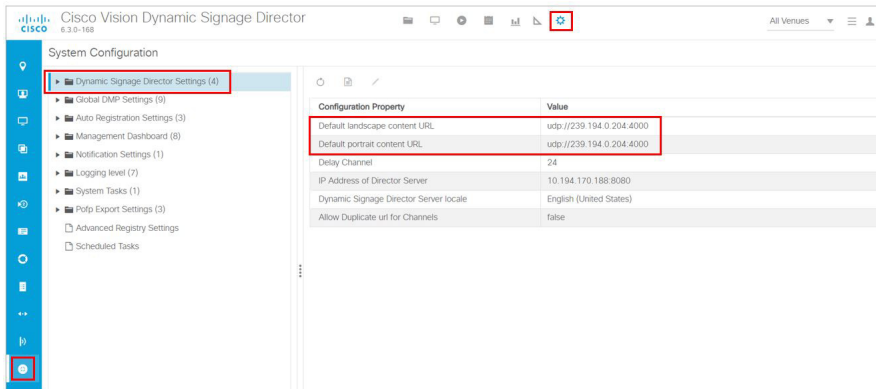 CISCO
Cisco Vision Dynamic Signage Director
6.3.0-168
All Venues
System Configuration
Dynamic Signage Director Settings (4)
Global DMP Settings (9)
Auto Registration Settings (3)
Management Dashboard (8)
Notification Settings (1)
Logging level (7)
System Tasks (1)
Pofp Export Settings (3)
Advanced Registry Settings
Scheduled Tasks
Configuration Property Value
Default landscape content URL udp://239.194.0.204:4000
Default portrait content URL udp://239.194.0.204:4000
Delay Channel 24
IP Address of Director Server 10.194.170.188:8080
Dynamic Signage Director Server locale English (United States)
Allow Duplicate url for Channels false